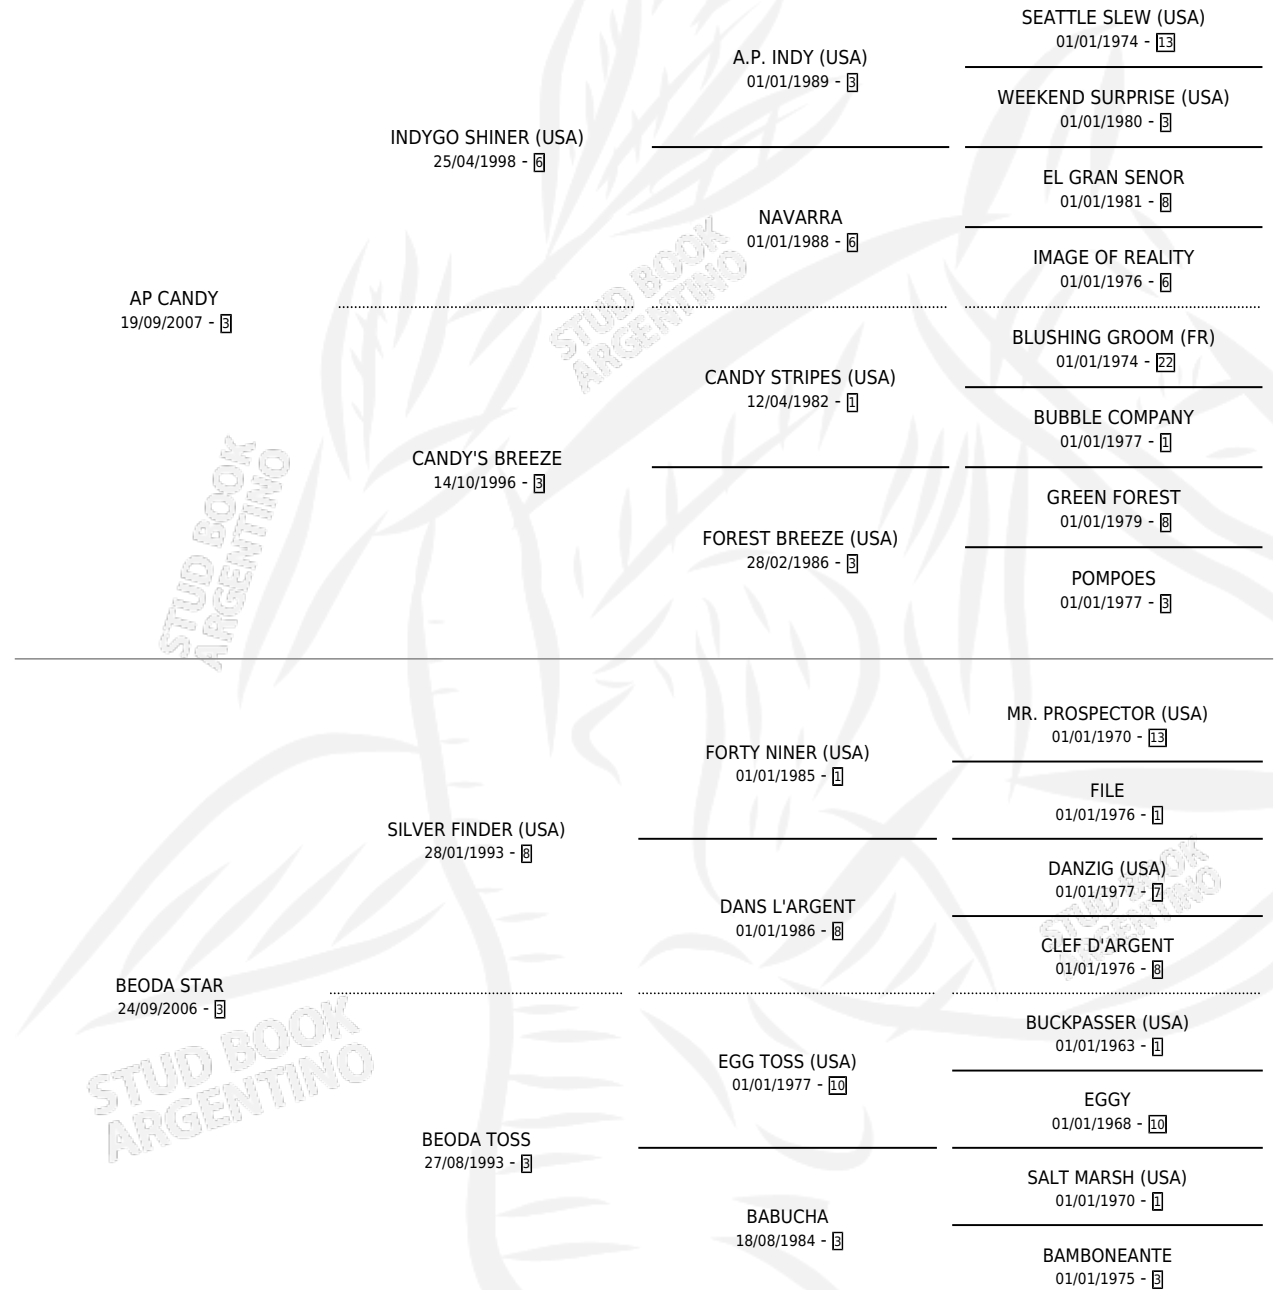 SEATTLE SLEW (USA)
01/01/1974 - 13
A.P. INDY (USA)
01/01/1989 - 3
WEEKEND SURPRISE (USA)
01/01/1980 - 3
INDYGO SHINER (USA)
25/04/1998 - 6
EL GRAN SENOR
01/01/1981 - 8
NAVARRA
01/01/1988 - 6
IMAGE OF REALITY
01/01/1976 - 6
AP CANDY
19/09/2007 - 3
BLUSHING GROOM (FR)
01/01/1974 - 22
CANDY STRIPES (USA)
12/04/1982 - 1
BUBBLE COMPANY
01/01/1977 - 1
CANDY'S BREEZE
14/10/1996 - 3
GREEN FOREST
01/01/1979 - 8
FOREST BREEZE (USA)
28/02/1986 - 3
POMPOES
01/01/1977 - 3
STUD BOOK
ARGENTINO
STUD BOOK
ARGENTINO
MR. PROSPECTOR (USA)
01/01/1970 - 13
FORTY NINER (USA)
01/01/1985 - 1
FILE
01/01/1976 - 1
SILVER FINDER (USA)
28/01/1993 - 8
DANZIG (USA)
01/01/1977 - 7
DANS L'ARGENT
01/01/1986 - 8
CLEF D'ARGENT
01/01/1976 - 8
BEODA STAR
24/09/2006 - 3
BUCKPASSER (USA)
01/01/1963 - 1
EGG TOSS (USA)
01/01/1977 - 10
EGGY
01/01/1968 - 10
BEODA TOSS
27/08/1993 - 3
SALT MARSH (USA)
01/01/1970 - 1
BABUCHA
18/08/1984 - 3
BAMBONEANTE
01/01/1975 - 3
STUD BOOK
ARGENTINO
STUD BOOK
ARGENTINO